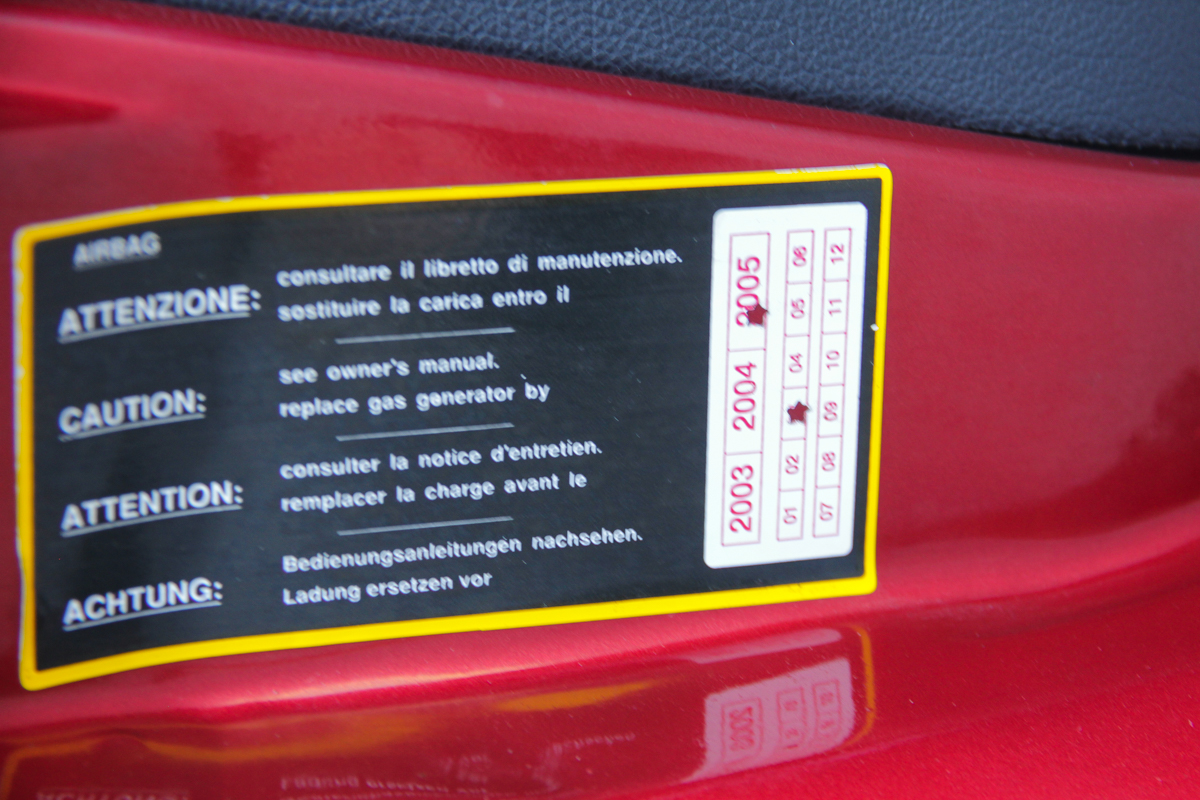 AIRBAG
ATTENZIONE: consultare il libretto di manutenzione.
sostituire la carica entro il
CAUTION: see owner's manual.
replace gas generator by
ATTENTION: consulter la notice d'entretien.
remplacer la charge avant le
ACHTUNG: Bedienungsanleitungen nachsehen.
Ladung ersetzen vor
2003 2004 2005
01 02 04 05 06
07 08 09 10 11 12